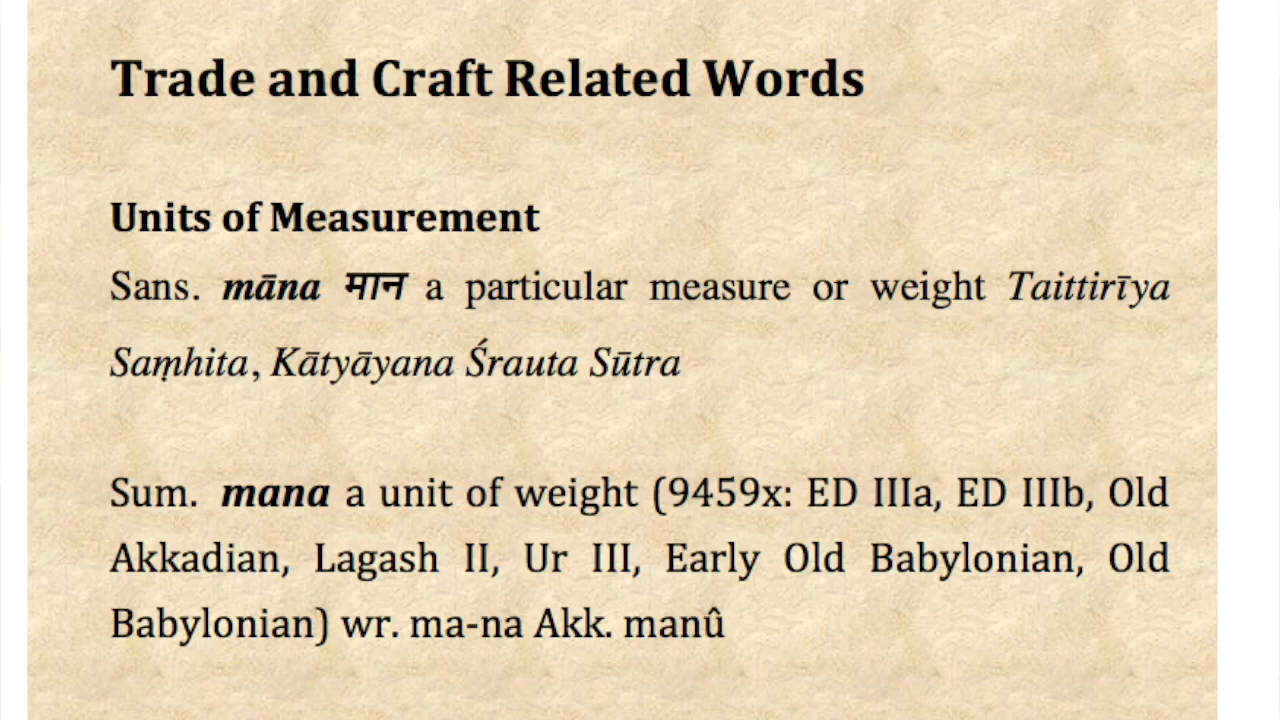 Trade and Craft Related Words
Units of Measurement
Sans. māna मान a particular measure or weight Taittirīya
Saṃhita, Kātyāyana Śrauta Sūtra
Sum. mana a unit of weight (9459x: ED IIIa, ED IIIb, Old
Akkadian, Lagash II, Ur III, Early Old Babylonian, Old
Babylonian) wr. ma-na Akk. manû